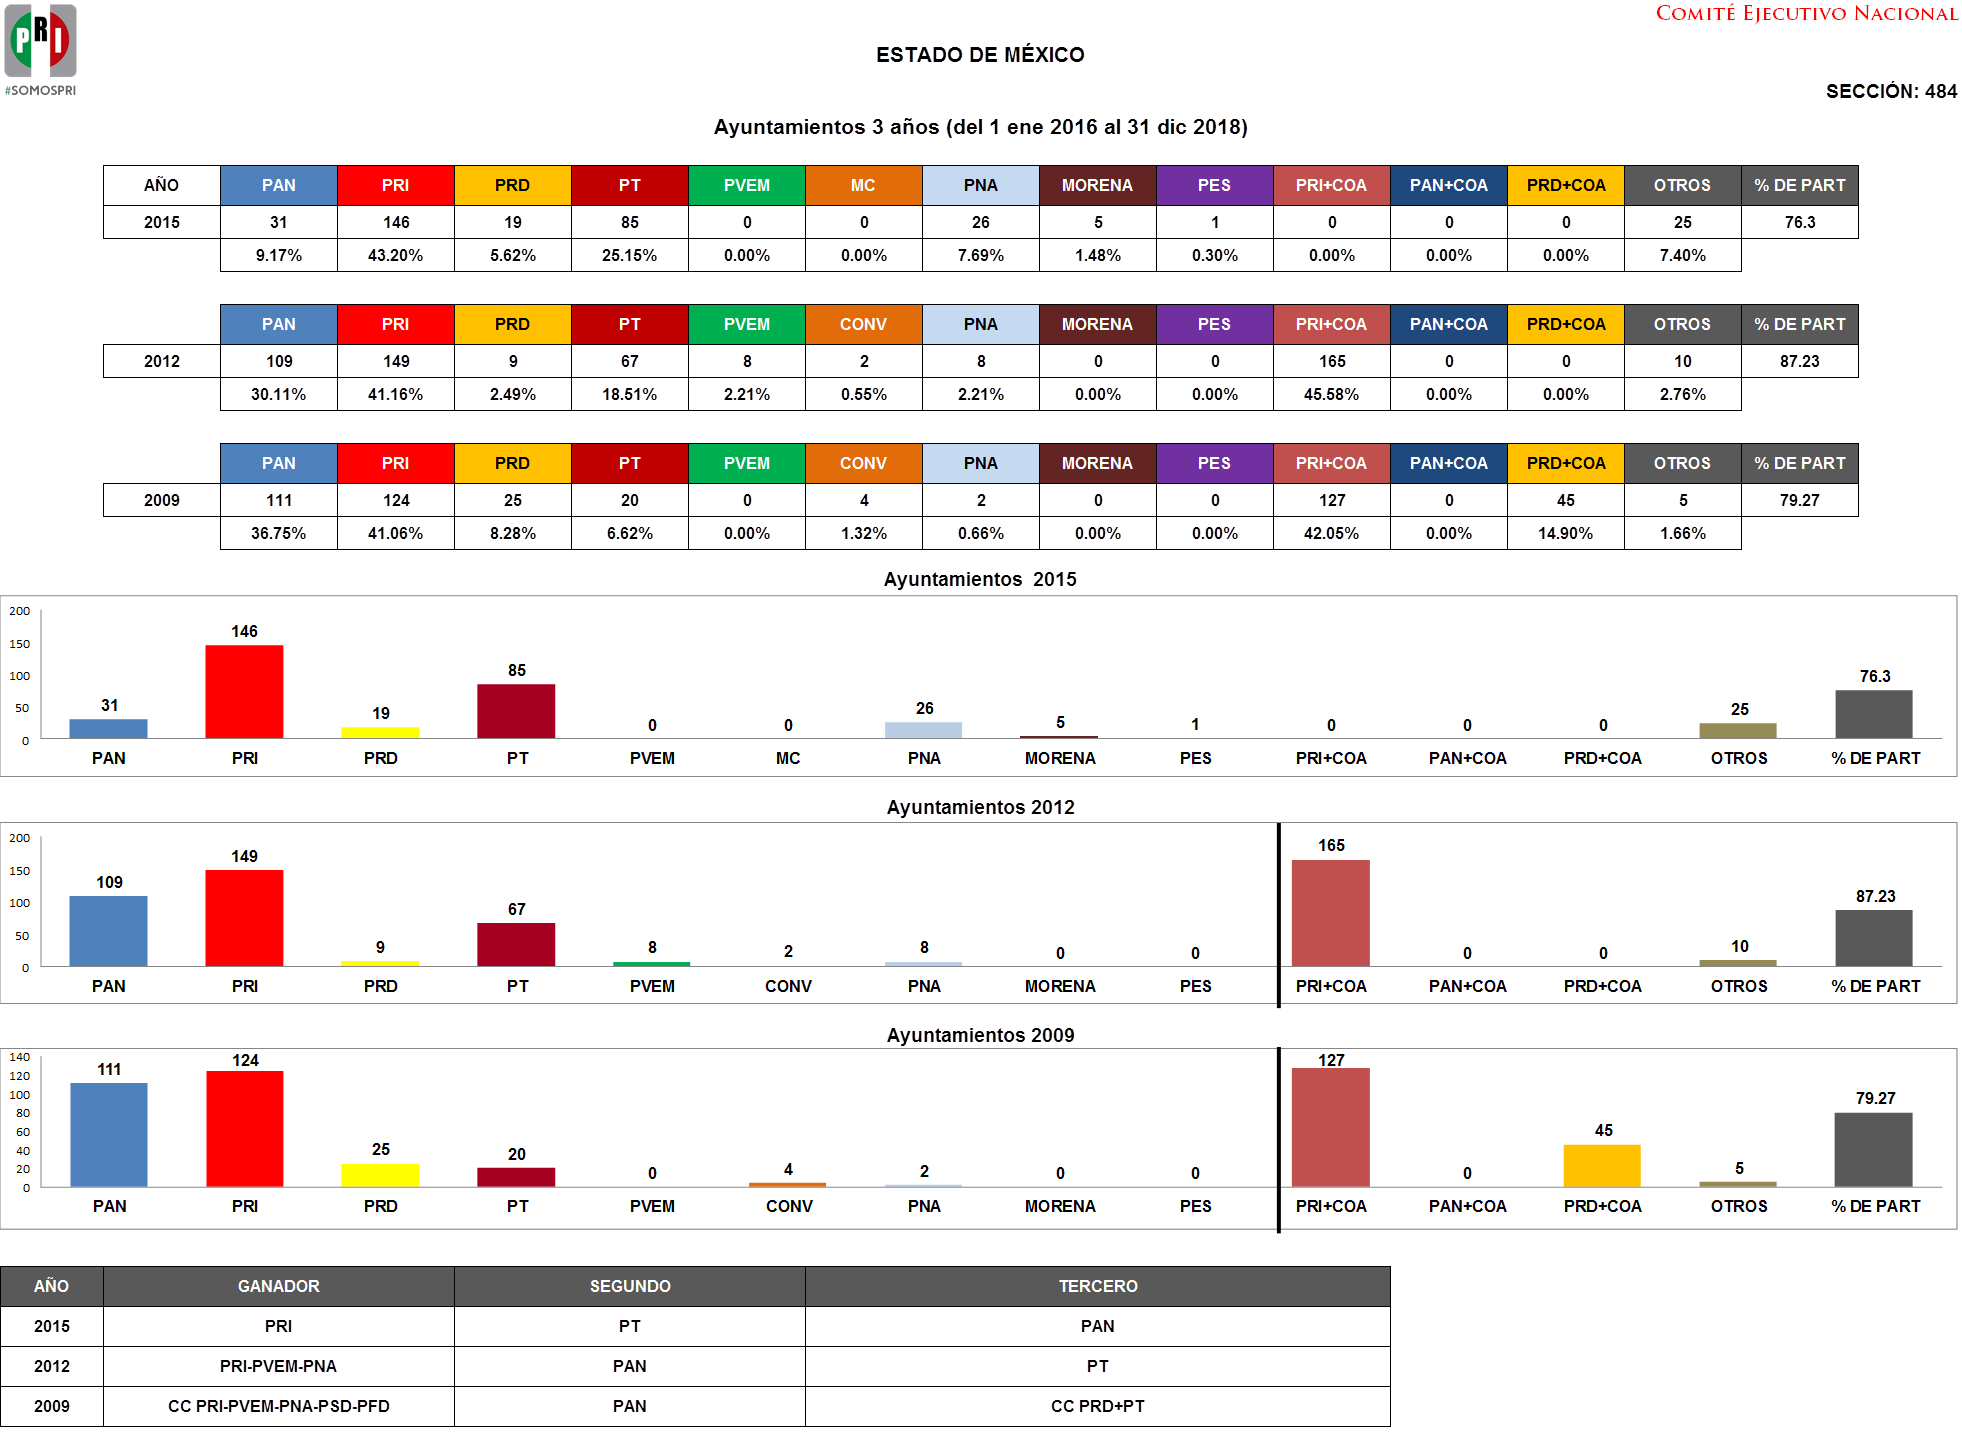 PRI
#SOMOSPRI
COMITÉ EJECUTIVO NACIONAL
ESTADO DE MÉXICO
SECCIÓN: 484
Ayuntamientos 3 años (del 1 ene 2016 al 31 dic 2018)
AÑO PAN PRI PRD PT PVEM MC PNA MORENA PES PRI+COA PAN+COA PRD+COA OTROS % DE PART
2015 31 146 19 85 0 0 26 5 1 0 0 0 25 76.3
9.17% 43.20% 5.62% 25.15% 0.00% 0.00% 7.69% 1.48% 0.30% 0.00% 0.00% 0.00% 7.40%
PAN PRI PRD PT PVEM CONV PNA MORENA PES PRI+COA PAN+COA PRD+COA OTROS % DE PART
2012 109 149 9 67 8 2 8 0 0 165 0 0 10 87.23
30.11% 41.16% 2.49% 18.51% 2.21% 0.55% 2.21% 0.00% 0.00% 45.58% 0.00% 0.00% 2.76%
PAN PRI PRD PT PVEM CONV PNA MORENA PES PRI+COA PAN+COA PRD+COA OTROS % DE PART
2009 111 124 25 20 0 4 2 0 0 127 0 45 5 79.27
36.75% 41.06% 8.28% 6.62% 0.00% 1.32% 0.66% 0.00% 0.00% 42.05% 0.00% 14.90% 1.66%
Ayuntamientos 2015
200
150
100
50
0
31 146 19 85 0 0 26 5 1 0 0 0 25 76.3
PAN PRI PRD PT PVEM MC PNA MORENA PES PRI+COA PAN+COA PRD+COA OTROS % DE PART
Ayuntamientos 2012
200
150
100
50
0
109 149 9 67 8 2 8 0 0 165 0 0 10 87.23
PAN PRI PRD PT PVEM CONV PNA MORENA PES PRI+COA PAN+COA PRD+COA OTROS % DE PART
Ayuntamientos 2009
140
120
100
80
60
40
20
0
111 124 25 20 0 4 2 0 0 127 0 45 5 79.27
PAN PRI PRD PT PVEM CONV PNA MORENA PES PRI+COA PAN+COA PRD+COA OTROS % DE PART
AÑO GANADOR SEGUNDO TERCERO
2015 PRI PT PAN
2012 PRI-PVEM-PNA PAN PT
2009 CC PRI-PVEM-PNA-PSD-PFD PAN CC PRD+PT